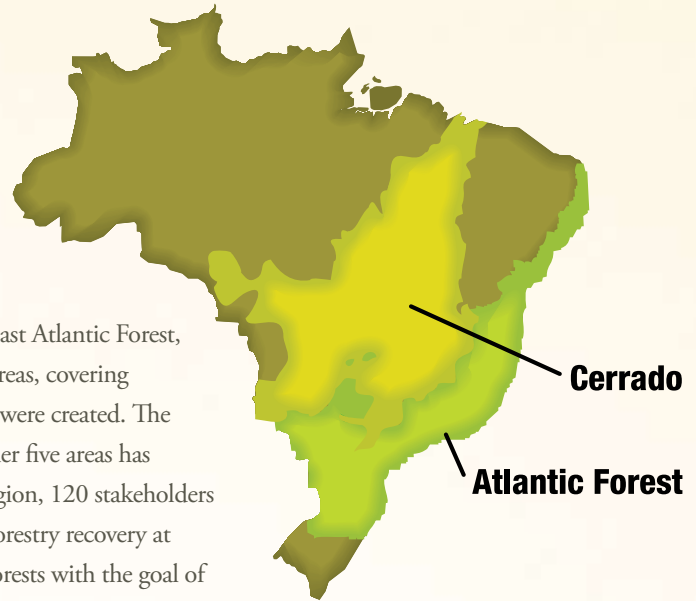 ast Atlantic Forest,
reas, covering
were created. The
er five areas has
gion, 120 stakeholders
orestry recovery at
orests with the goal of
Cerrado
Atlantic Forest